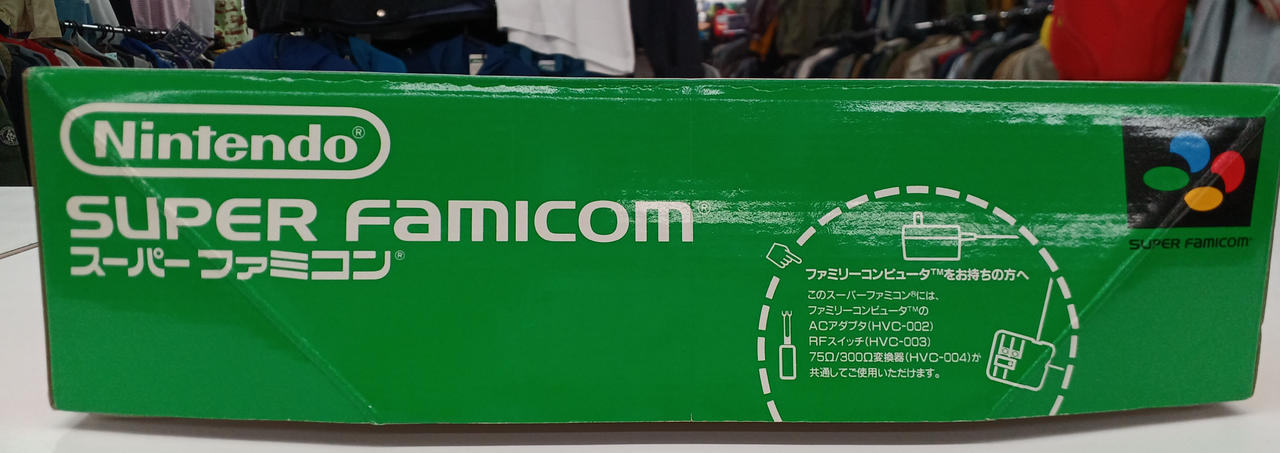 Nintendo®
SUPER FAMICOM®
スーパー ファミコン®
SUPER FAMICOM
ファミリーコンピュータ™をお持ちの方へ
このスーパーファミコン®には、
ファミリーコンピュータ™の
ACアダプタ(HVC-002)
RFスイッチ(HVC-003)
75Ω/300Ω変換器(HVC-004)が
共通してご使用いただけます。